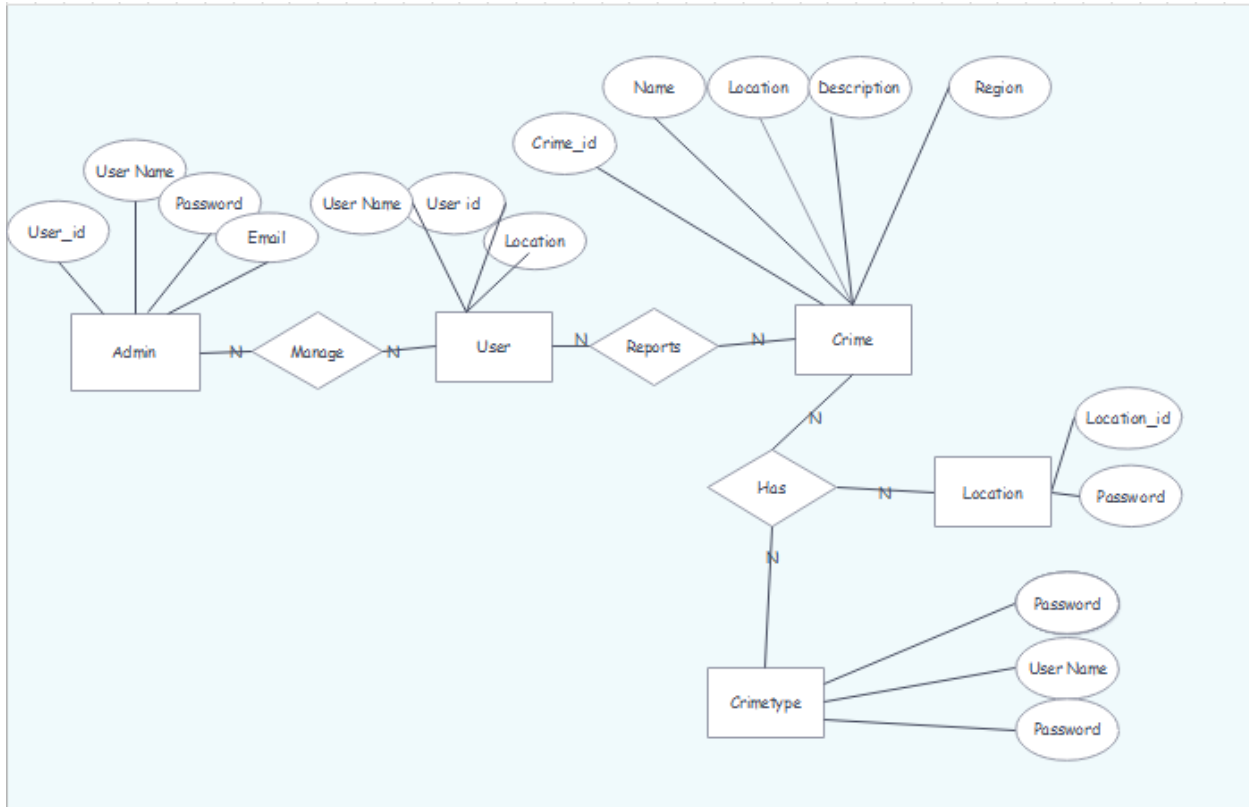 Name
Location
Description
Region
Crime_id
User Name
Password
User_id
Email
User Name
User id
Location
Admin
N
Manage
N
User
N
Reports
N
Crime
N
Location_id
Has
N
Location
Password
N
Password
User Name
Crimetype
Password